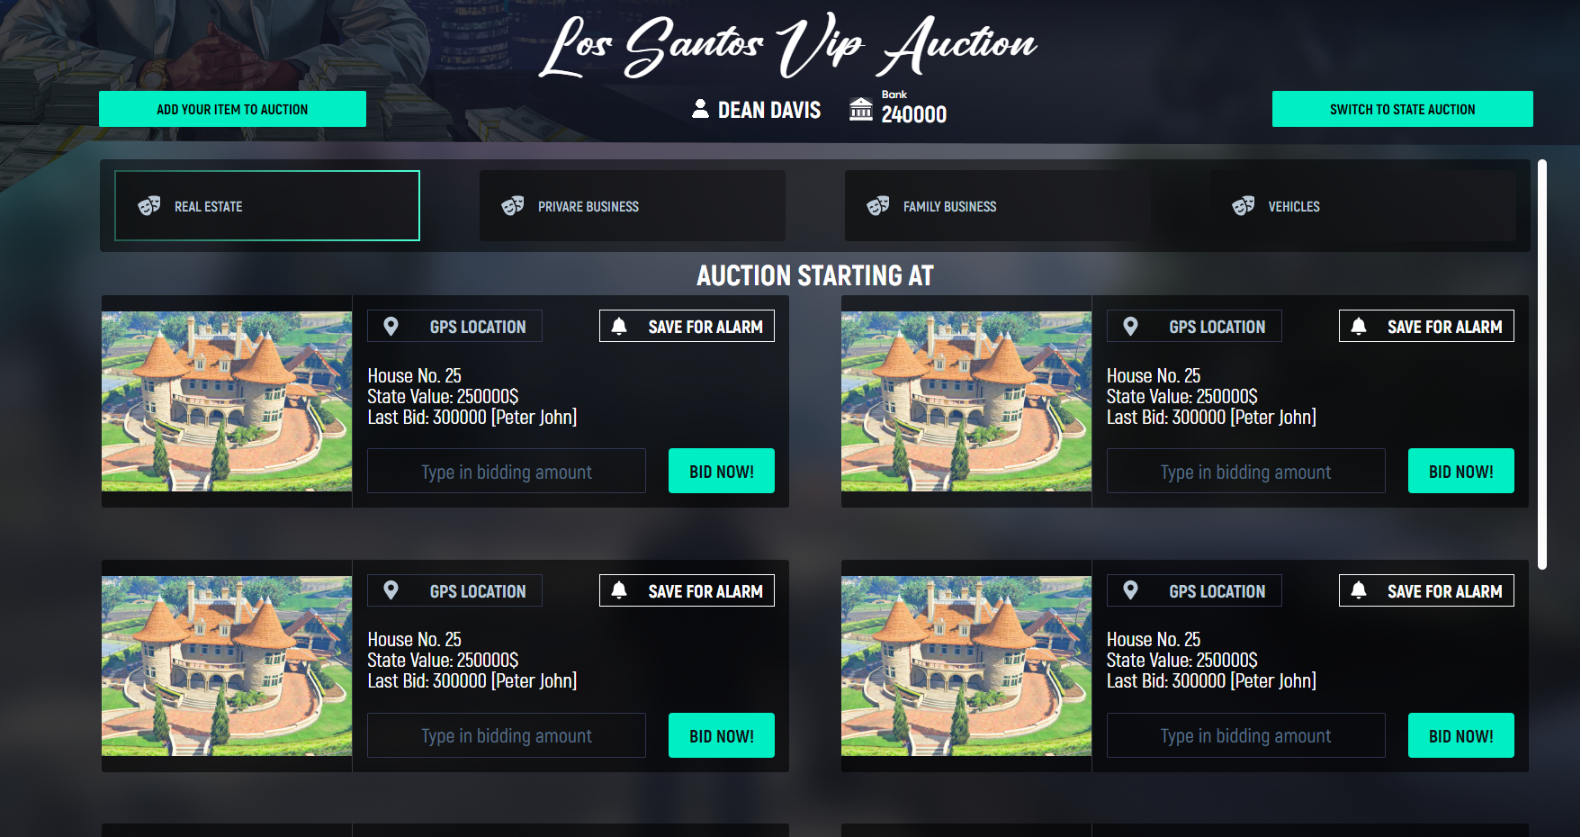 Los Santos Vip Auction
ADD YOUR ITEM TO AUCTION
DEAN DAVIS
Bank
240000
SWITCH TO STATE AUCTION
REAL ESTATE
PRIVARE BUSINESS
FAMILY BUSINESS
VEHICLES
AUCTION STARTING AT
GPS LOCATION
SAVE FOR ALARM
House No. 25
State Value: 250000$
Last Bid: 300000 [Peter John]
Type in bidding amount
BID NOW!
GPS LOCATION
SAVE FOR ALARM
House No. 25
State Value: 250000$
Last Bid: 300000 [Peter John]
Type in bidding amount
BID NOW!
GPS LOCATION
SAVE FOR ALARM
House No. 25
State Value: 250000$
Last Bid: 300000 [Peter John]
Type in bidding amount
BID NOW!
GPS LOCATION
SAVE FOR ALARM
House No. 25
State Value: 250000$
Last Bid: 300000 [Peter John]
Type in bidding amount
BID NOW!